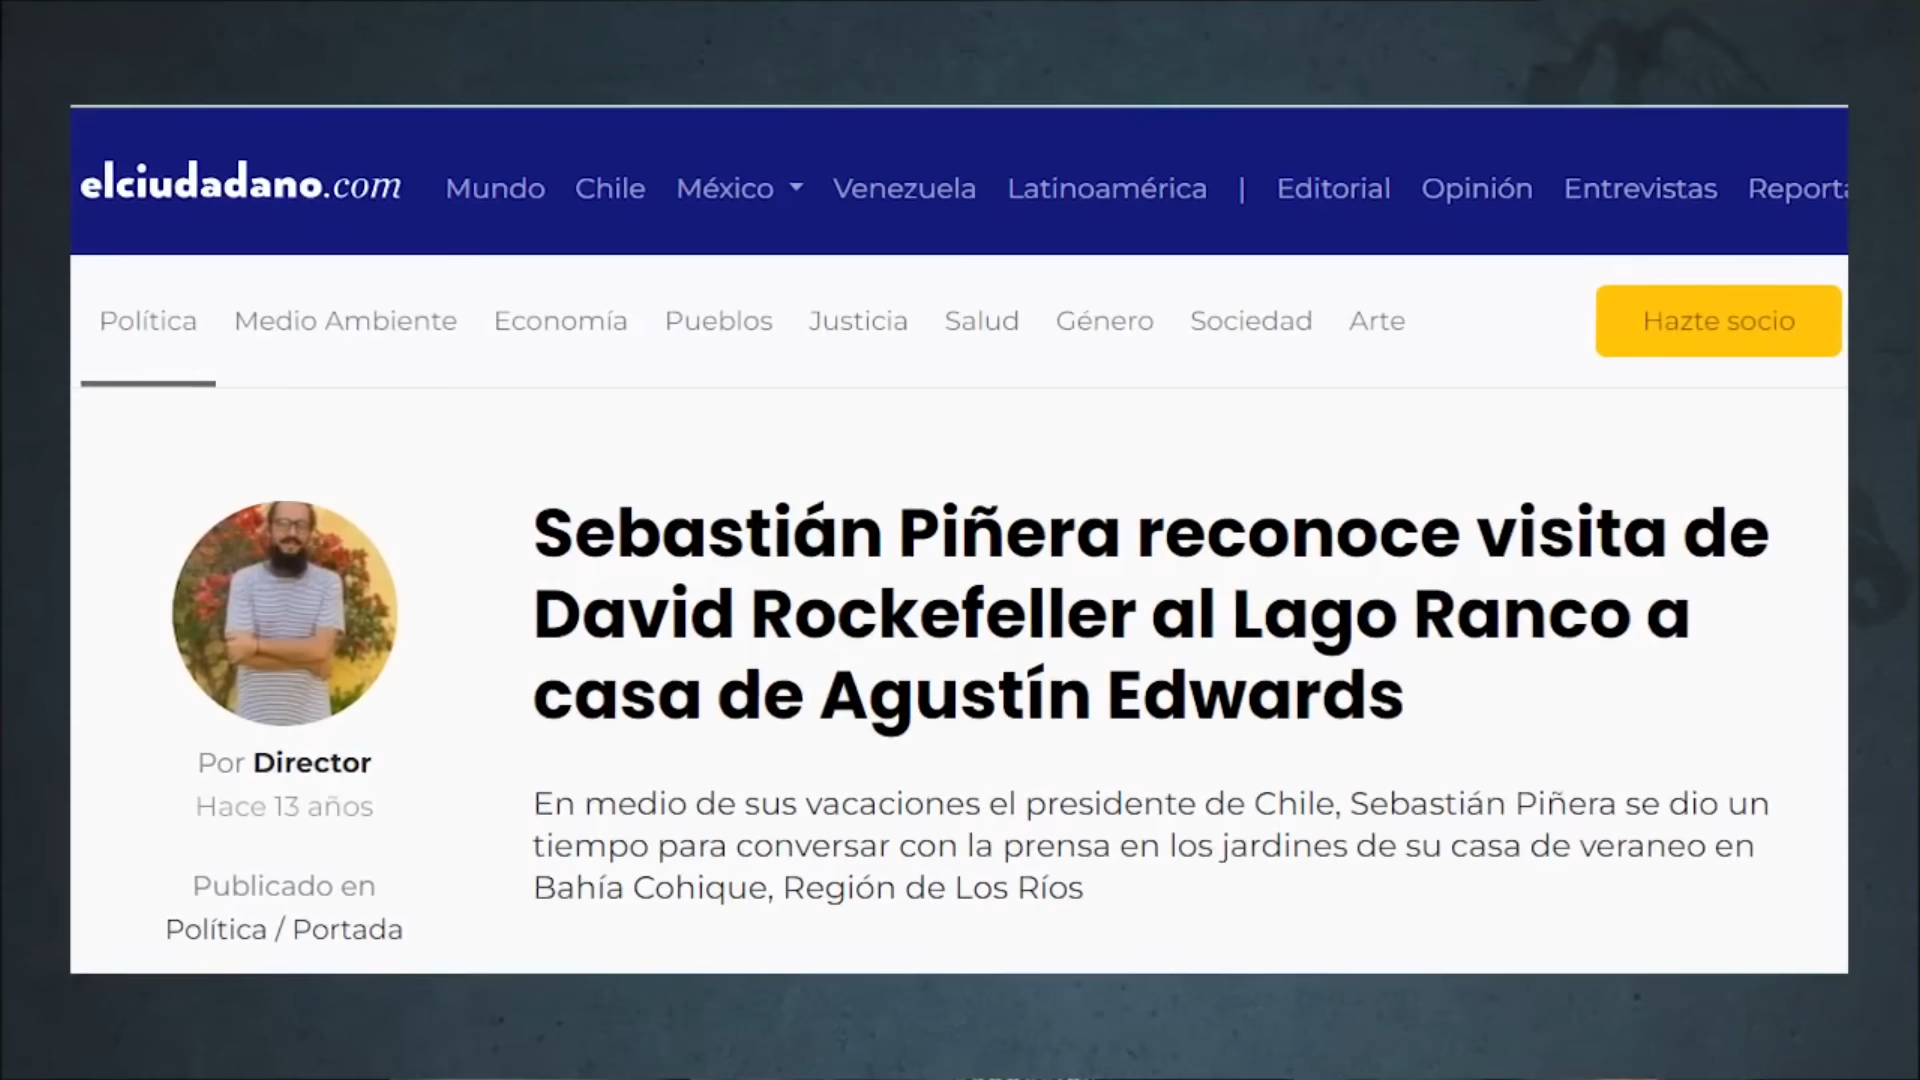 elciudadano.com Mundo Chile México Venezuela Latinoamérica | Editorial Opinión Entrevistas
Política Medio Ambiente Economía Pueblos Justicia Salud Género Sociedad Arte Hazte socio
Sebastián Piñera reconoce visita de
David Rockefeller al Lago Ranco a
casa de Agustín Edwards
Por Director
Hace 13 años
Publicado en
Política / Portada
En medio de sus vacaciones el presidente de Chile, Sebastián Piñera se dio un
tiempo para conversar con la prensa en los jardines de su casa de veraneo en
Bahía Cohique, Región de Los Ríos